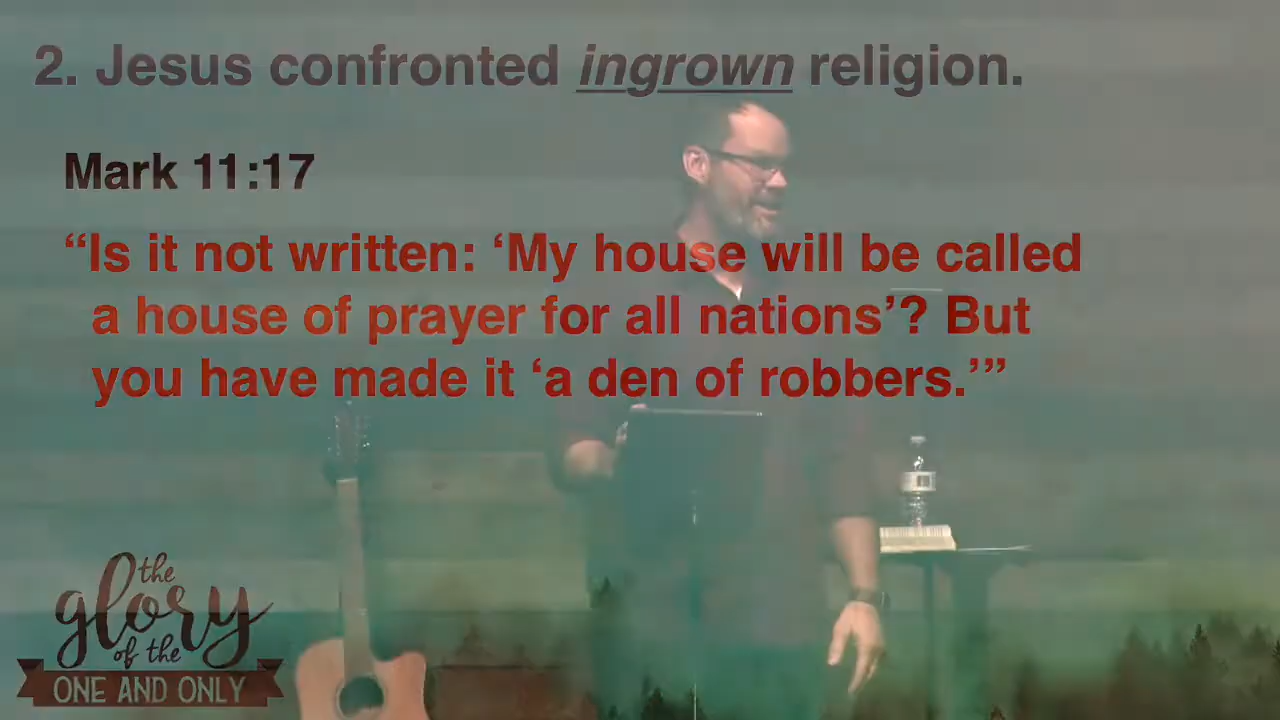 2. Jesus confronted ingrown religion.
Mark 11:17
“Is it not written: ‘My house will be called
a house of prayer for all nations’? But
you have made it ‘a den of robbers.’”
the
glory
of the
ONE AND ONLY